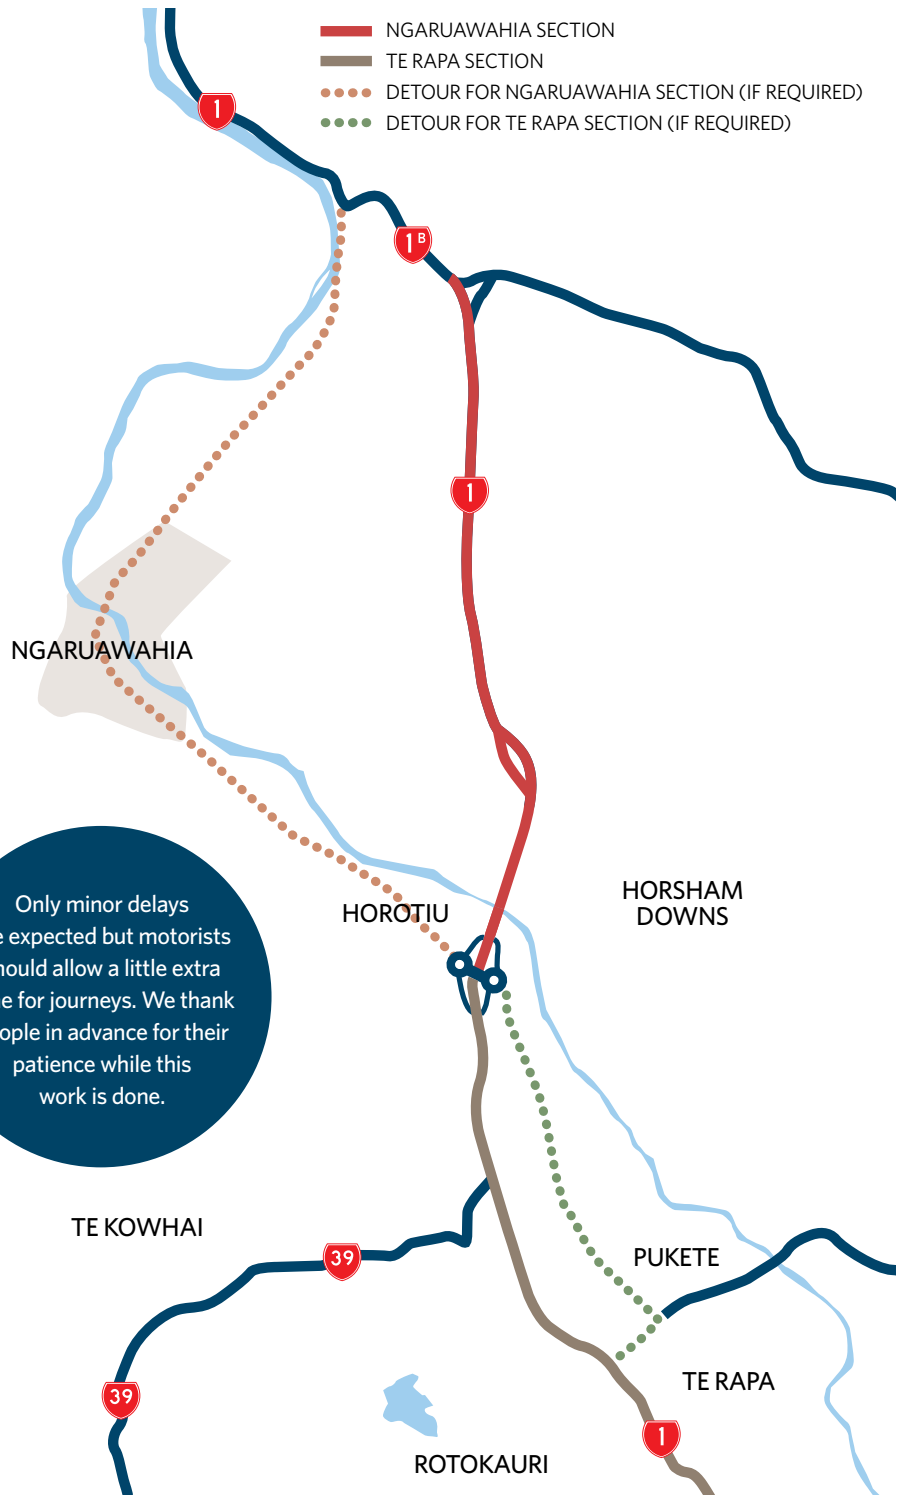 NGARUAWAHIA SECTION
TE RAPA SECTION
DETOUR FOR NGARUAWAHIA SECTION (IF REQUIRED)
DETOUR FOR TE RAPA SECTION (IF REQUIRED)
1
1B
1
NGARUAWAHIA
HORSHAM
DOWNS
HOROTIU
Only minor delays
e expected but motorists
ould allow a little extra
e for journeys. We thank
ople in advance for their
patience while this
work is done.
TE KOWHAI
39
PUKETE
39
TE RAPA
1
ROTOKAURI